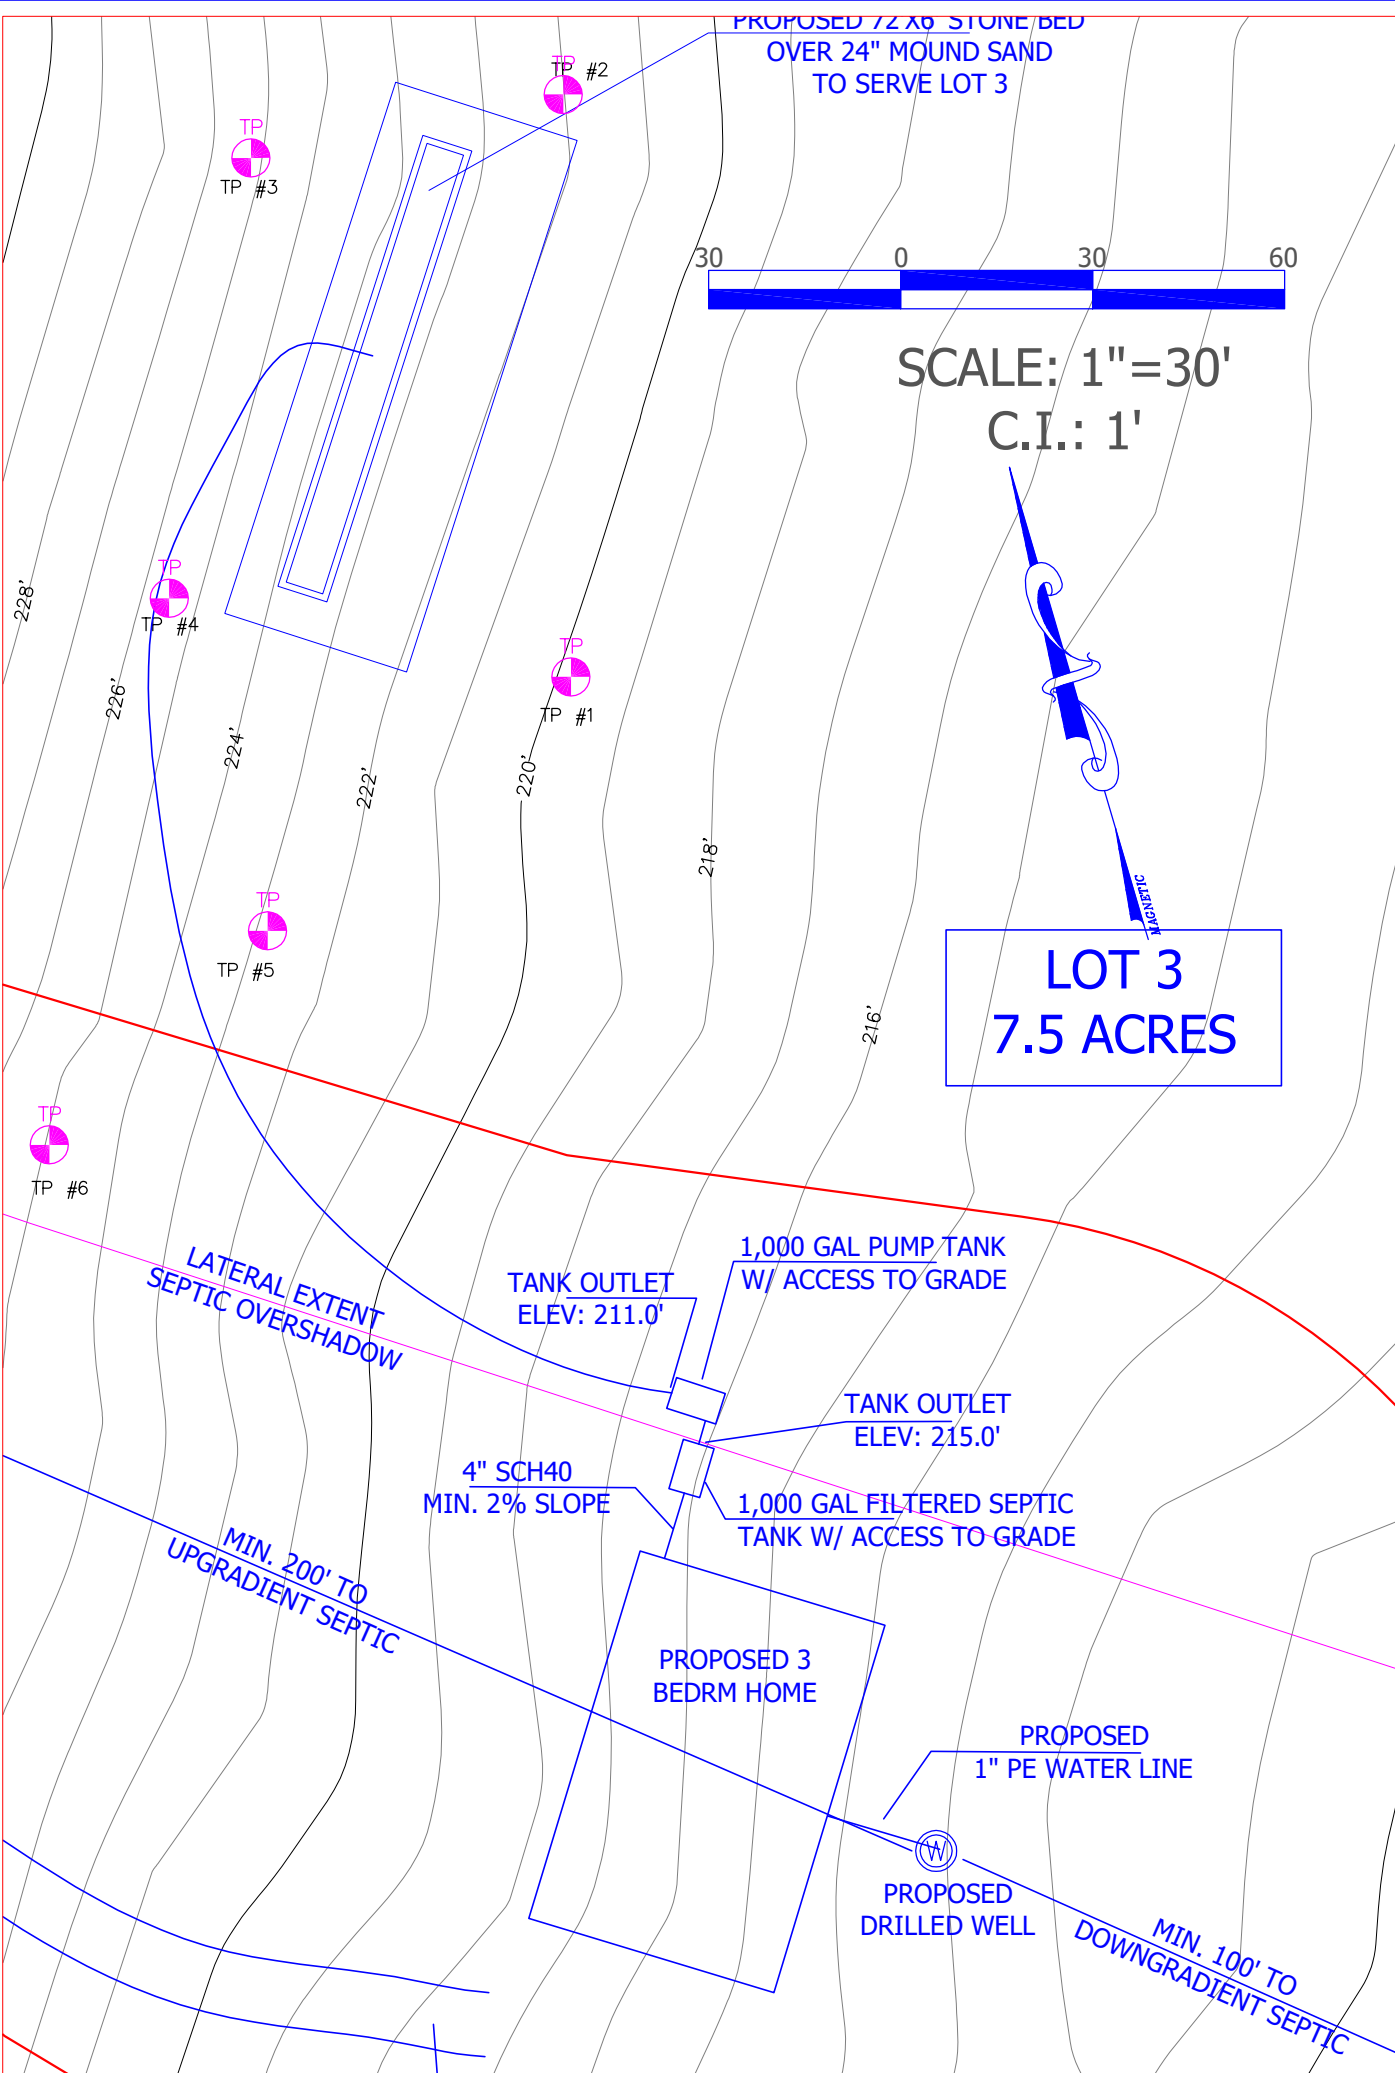 PROPOSED 72'X6' STONE BED
OVER 24" MOUND SAND
TO SERVE LOT 3
TP
TP #2
TP
TP #3
30 0 30 60
SCALE: 1"=30'
C.I.: 1'
TP
TP #4
228'
TP
TP #1
226'
224'
222'
220'
218'
216'
MAGNETIC
LOT 3
7.5 ACRES
TP
TP #5
TP
TP #6
LATERAL EXTENT
SEPTIC OVERSHADOW
TANK OUTLET
ELEV: 211.0'
1,000 GAL PUMP TANK
W/ ACCESS TO GRADE
TANK OUTLET
ELEV: 215.0'
4" SCH40
MIN. 2% SLOPE
1,000 GAL FILTERED SEPTIC
TANK W/ ACCESS TO GRADE
MIN. 200' TO
UPGRADIENT SEPTIC
PROPOSED 3
BEDRM HOME
PROPOSED
1" PE WATER LINE
W
PROPOSED
DRILLED WELL
MIN. 100' TO
DOWNGRADIENT SEPTIC